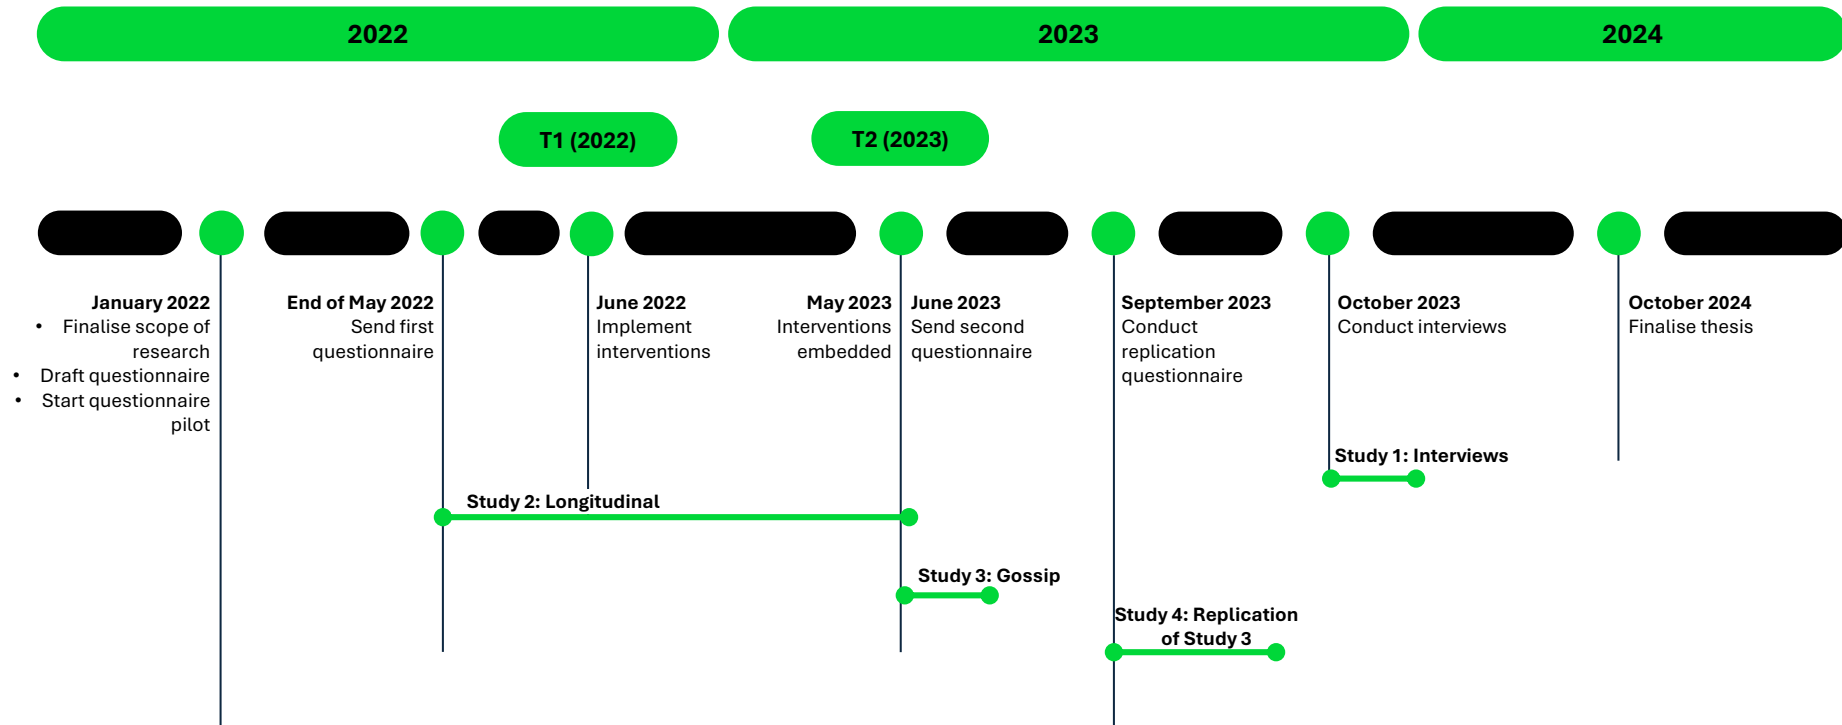 2022
2023
2024
T1 (2022)
T2 (2023)
January 2022
• Finalise scope of
research
• Draft questionnaire
• Start questionnaire
pilot
End of May 2022
Send first
questionnaire
June 2022
Implement
interventions
May 2023
Interventions
embedded
June 2023
Send second
questionnaire
September 2023
Conduct
replication
questionnaire
October 2023
Conduct interviews
October 2024
Finalise thesis
Study 1: Interviews
Study 2: Longitudinal
Study 3: Gossip
Study 4: Replication
of Study 3